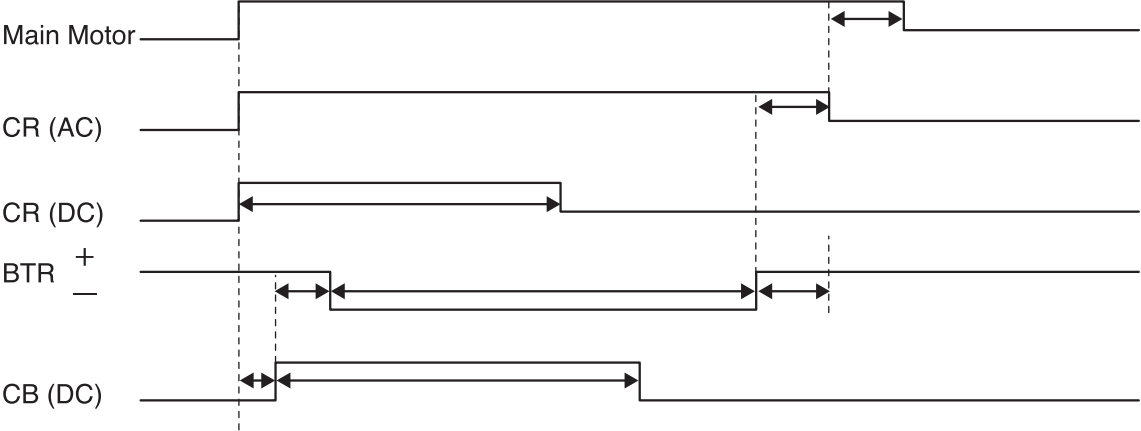 Main Motor
CR (AC)
CR (DC)
BTR +
—
CB (DC)